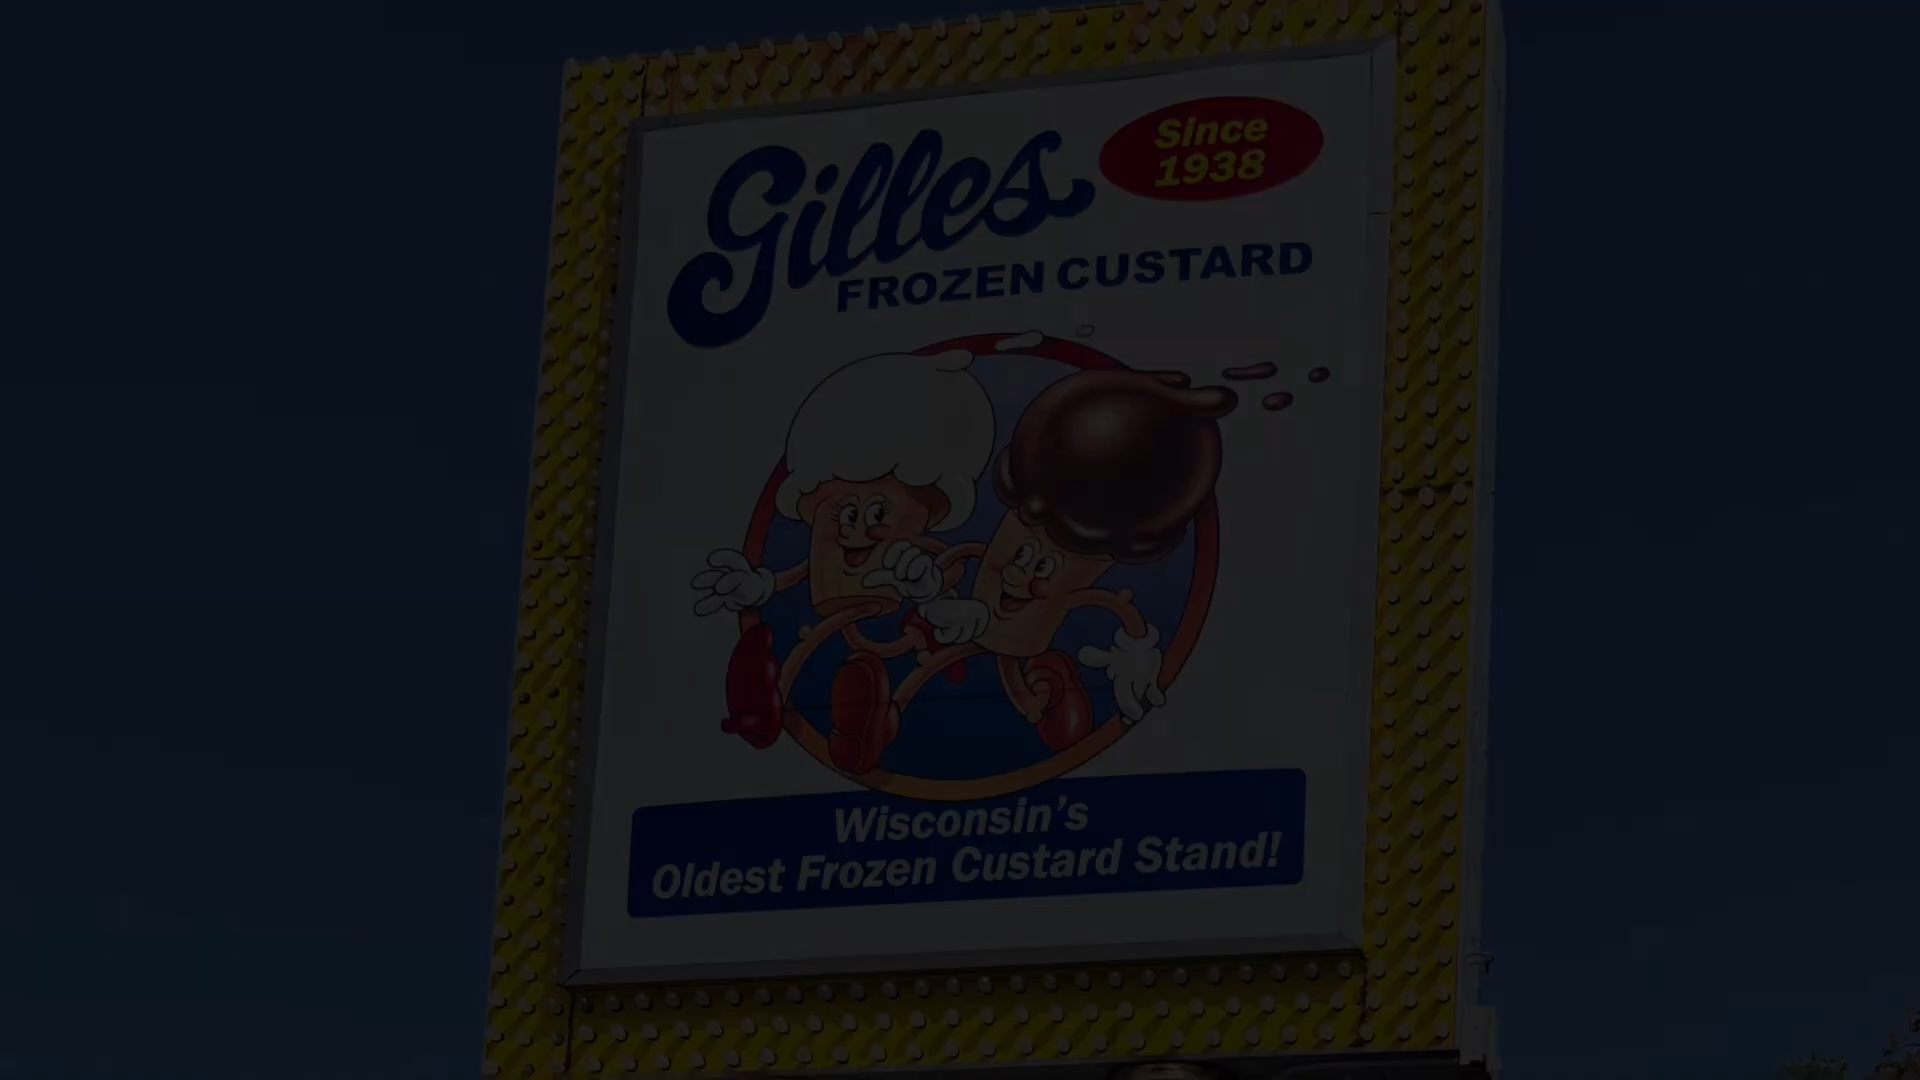 Gilles
Since
1938
FROZEN CUSTARD
Wisconsin's
Oldest Frozen Custard Stand!